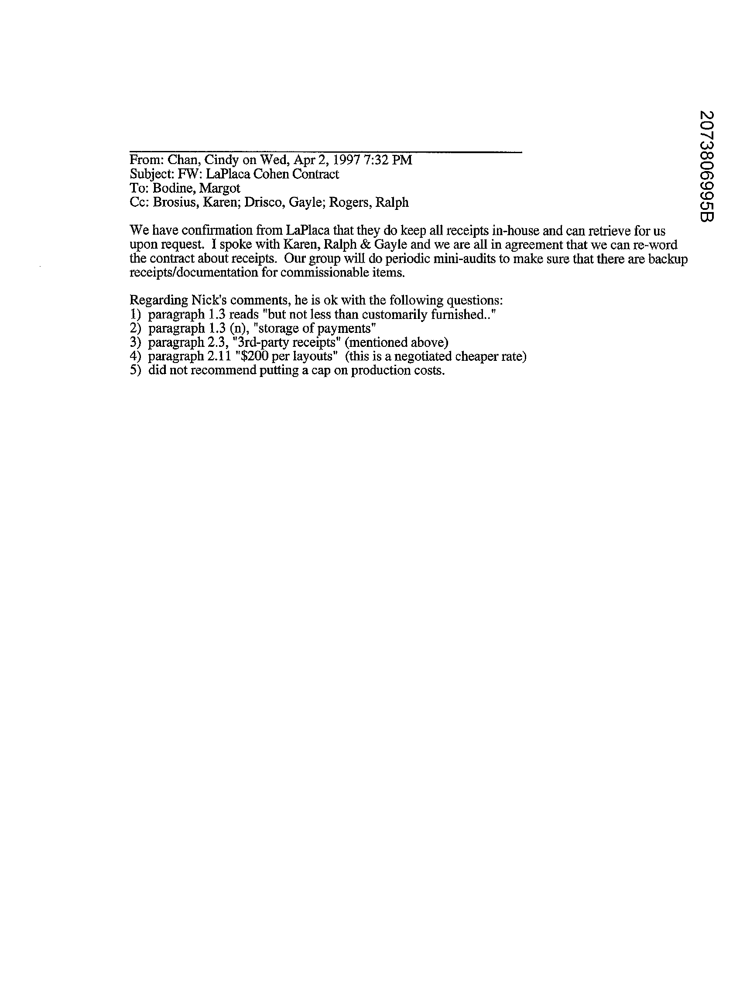 From: Chan, Cindy on Wed, Apr 2, 1997 7:32 PM
Subject: FW: LaPlaca Cohen Contract
To: Bodine, Margot
Cc: Brosius, Karen; Drisco, Gayle; Rogers, Ralph
We have confirmation from LaPlaca that they do keep all receipts in-house and can retrieve for us
upon request. I spoke with Karen, Ralph & Gayle and we are all in agreement that we can re-word
the contract about receipts. Our group will do periodic mini-audits to make sure that there are backup
receipts/documentation for commissionable items.
Regarding Nick's comments, he is ok with the following questions:
1) paragraph 1.3 reads "but not less than customarily furnished.."
2) paragraph 1.3 (n), "storage of payments"
3) paragraph 2.3, "3rd-party receipts" (mentioned above)
4) paragraph 2.11 "$200 per layouts" (this is a negotiated cheaper rate)
5) did not recommend putting a cap on production costs.
2073806995B